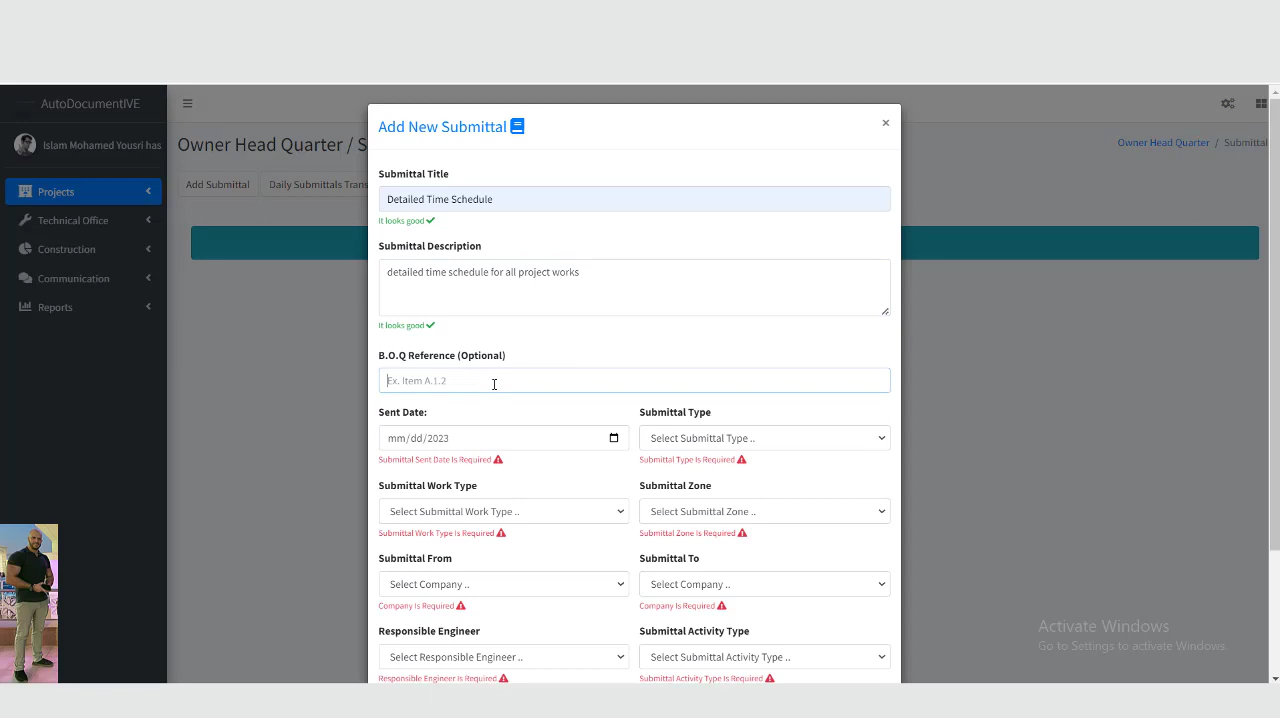 AutoDocumentIVE
Islam Mohamed Yousri has
Projects
Technical Office
Construction
Communication
Reports
Owner Head Quarter / S
Owner Head Quarter / Submittal
Add Submittal
Daily Submittals Trans
Add New Submittal
×
Submittal Title
Detailed Time Schedule
It looks good
Submittal Description
detailed time schedule for all project works
It looks good
B.O.Q Reference (Optional)
Ex. Item A.1.2
Sent Date:
Submittal Type
mm/dd/2023
Select Submittal Type ..
Submittal Sent Date Is Required
Submittal Type Is Required
Submittal Work Type
Submittal Zone
Select Submittal Work Type ..
Select Submittal Zone ..
Submittal Work Type Is Required
Submittal Zone Is Required
Submittal From
Submittal To
Select Company ..
Select Company ..
Company Is Required
Company Is Required
Responsible Engineer
Submittal Activity Type
Select Responsible Engineer ..
Select Submittal Activity Type ..
Responsible Engineer Is Required
Submittal Activity Type Is Required
Activate Windows
Go to Settings to activate Windows.